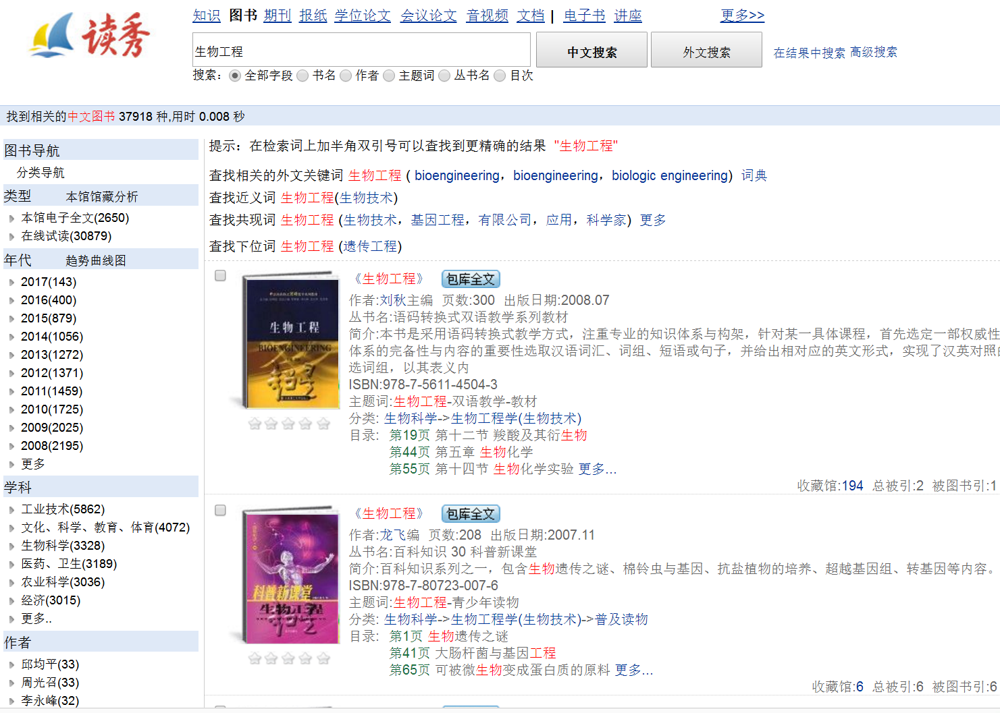 读秀
知识 图书 期刊 报纸 学位论文 会议论文 音视频 文档 | 电子书 讲座 更多>>
生物工程 中文搜索 外文搜索 在结果中搜索 高级搜索
搜索： 全部字段 书名 作者 主题词 丛书名 目次
找到相关的中文图书 37918 种,用时 0.008 秒
图书导航
分类导航
类型 本馆馆藏分析
本馆电子全文(2650)
在线试读(30879)
年代 趋势曲线图
2017(143)
2016(400)
2015(879)
2014(1056)
2013(1272)
2012(1371)
2011(1459)
2010(1725)
2009(2025)
2008(2195)
更多
学科
工业技术(5862)
文化、科学、教育、体育(4072)
生物科学(3328)
医药、卫生(3189)
农业科学(3036)
经济(3015)
更多..
作者
邱均平(33)
周光召(33)
李永峰(32)
提示：在检索词上加半角双引号可以查找到更精确的结果 "生物工程"
查找相关的外文关键词 生物工程 ( bioengineering，bioengineering，biologic engineering) 词典
查找近义词 生物工程(生物技术)
查找共现词 生物工程 (生物技术，基因工程，有限公司，应用，科学家) 更多
查找下位词 生物工程 (遗传工程)
生物工程
BIOENGINEERING
《生物工程》 包库全文
作者:刘秋主编 页数:300 出版日期:2008.07
丛书名:语码转换式双语教学系列教材
简介:本书是采用语码转换式教学方式，注重专业的知识体系与构架，针对某一具体课程，首先选定一部权威性
体系的完备性与内容的重要性选取汉语词汇、词组、短语或句子，并给出相对应的英文形式，实现了汉英对照的
选词组，以其表义内
ISBN:978-7-5611-4504-3
主题词:生物工程-双语教学-教材
分类: 生物科学->生物工程学(生物技术)
目录: 第19页 第十二节 羧酸及其衍生物
第44页 第五章 生物化学
第55页 第十四节 生物化学实验 更多...
收藏馆:194 总被引:2 被图书引:1
科普新课堂
生物工程
《生物工程》 包库全文
作者:龙飞编 页数:208 出版日期:2007.11
丛书名:百科知识 30 科普新课堂
简介:百科知识系列之一，包含生物遗传之谜、棉铃虫与基因、抗盐植物的培养、超越基因组、转基因等内容。
ISBN:978-7-80723-007-6
主题词:生物工程-青少年读物
分类: 生物科学->生物工程学(生物技术)->普及读物
目录: 第1页 生物遗传之谜
第41页 大肠杆菌与基因工程
第65页 可被微生物变成蛋白质的原料 更多...
收藏馆:6 总被引:6 被图书引:6